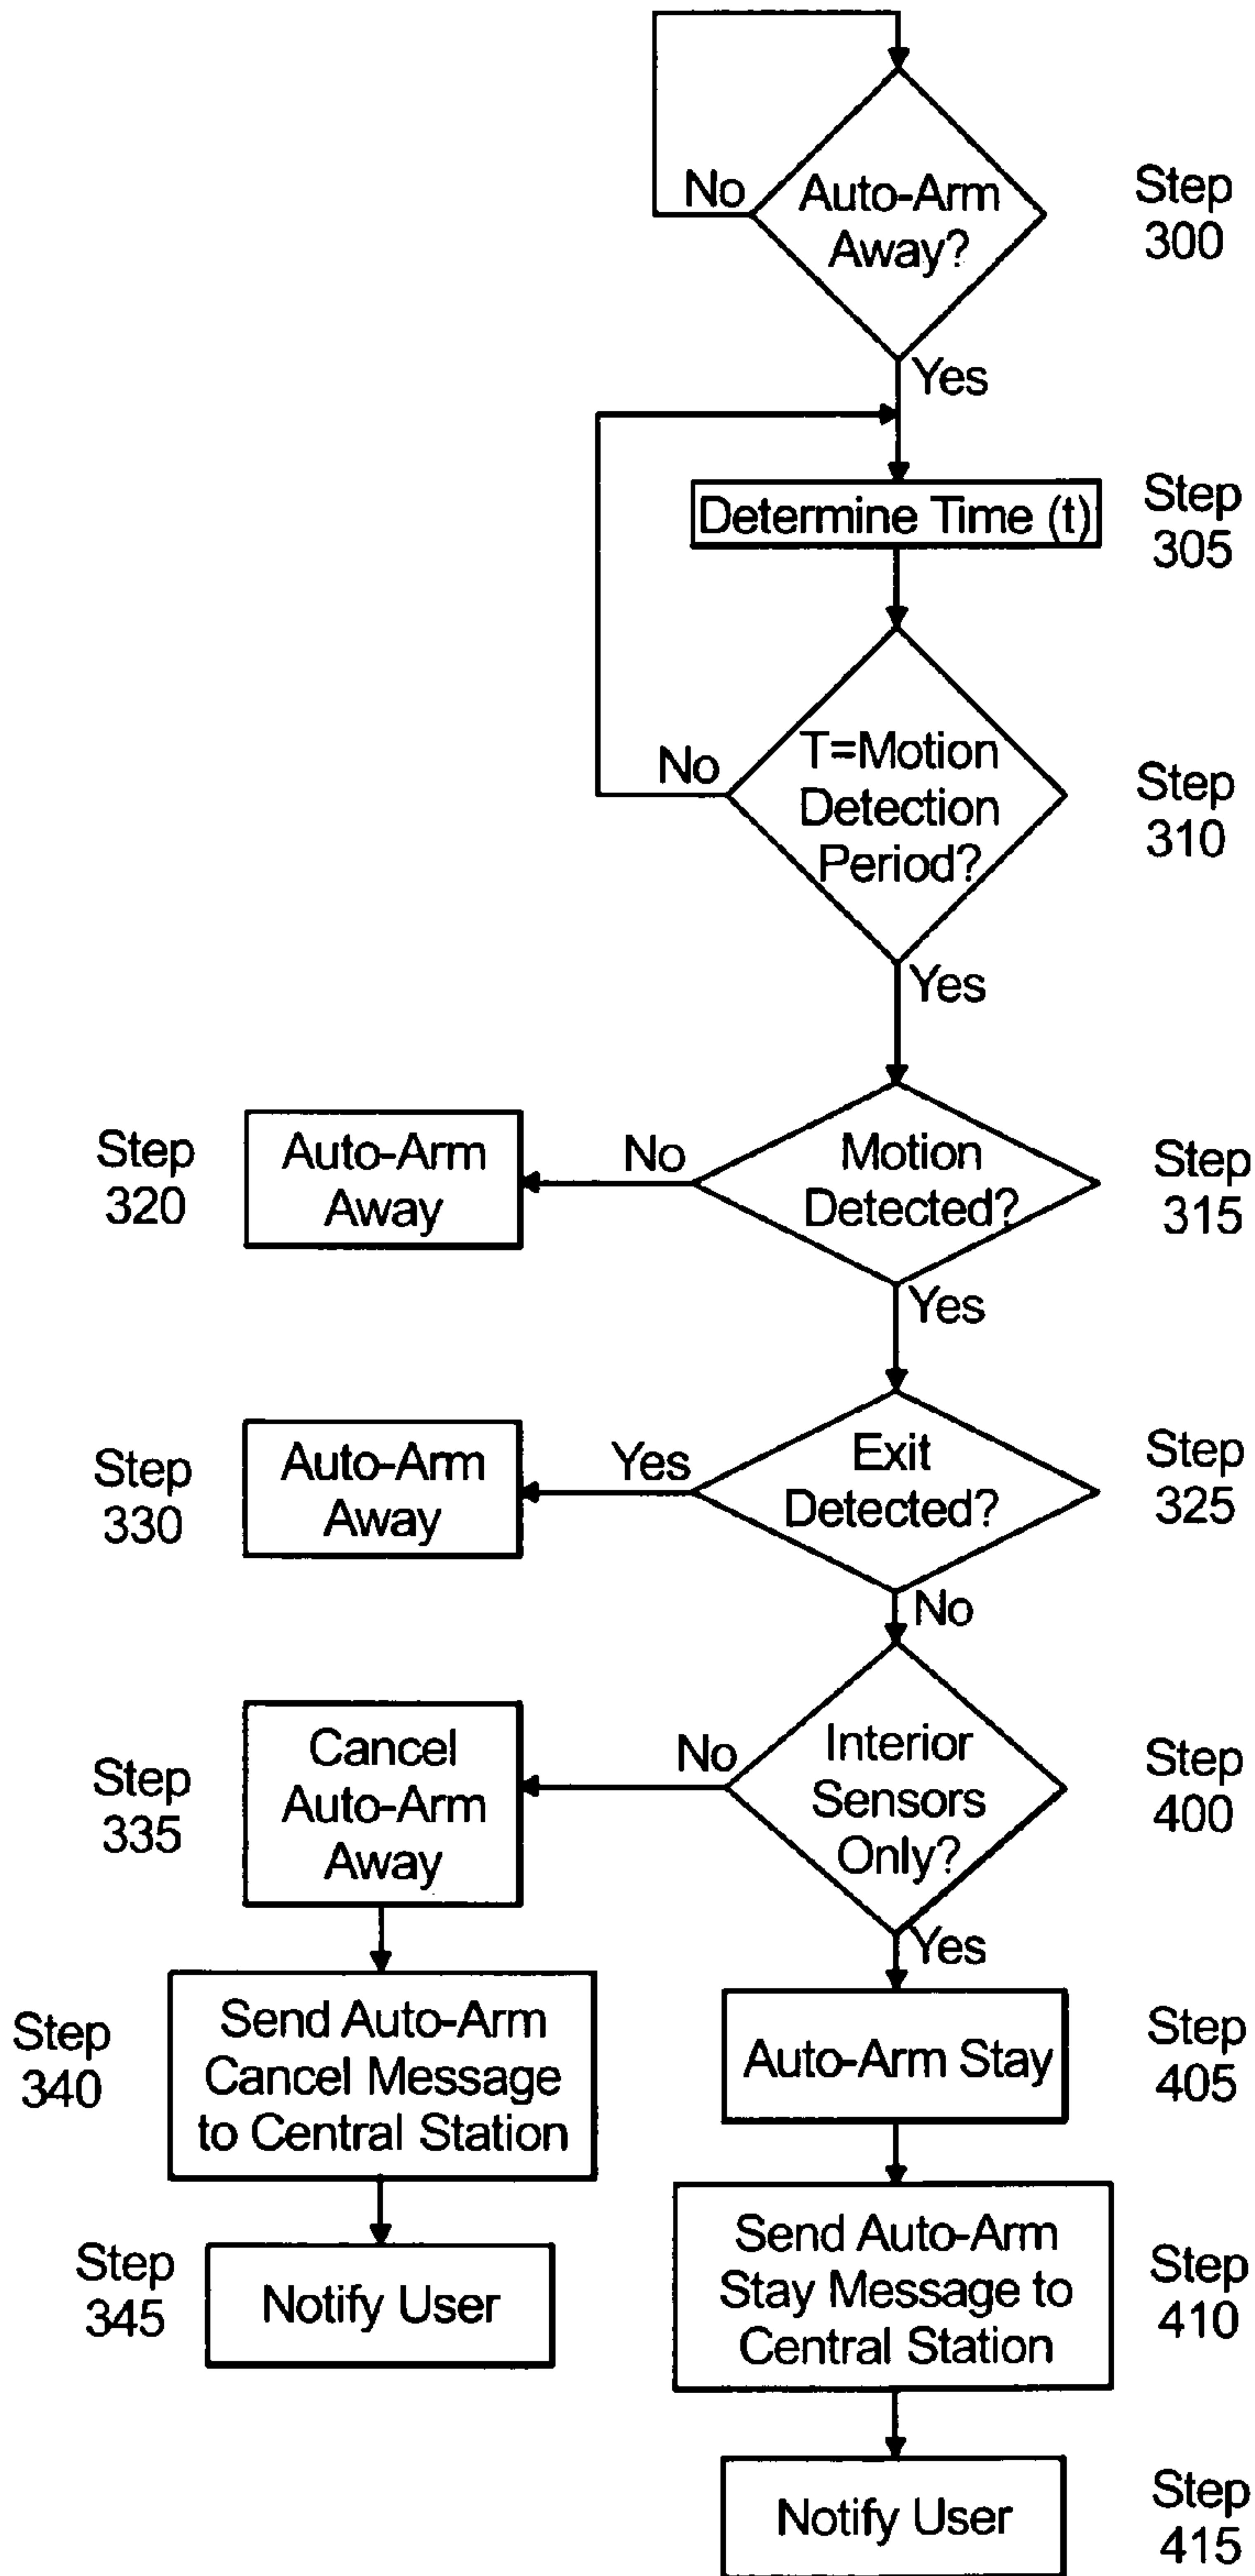 No
Auto-Arm
Away?
Step
300
Yes
Determine Time (t)
Step
305
No
T=Motion
Detection
Period?
Step
310
Yes
Step
320
Auto-Arm
Away
No
Motion
Detected?
Step
315
Yes
Step
330
Auto-Arm
Away
Yes
Exit
Detected?
Step
325
No
Step
335
Cancel
Auto-Arm
Away
No
Interior
Sensors
Only?
Step
400
Yes
Step
340
Send Auto-Arm
Cancel Message
to Central Station
Auto-Arm Stay
Step
405
Step
345
Notify User
Send Auto-Arm
Stay Message to
Central Station
Step
410
Notify User
Step
415